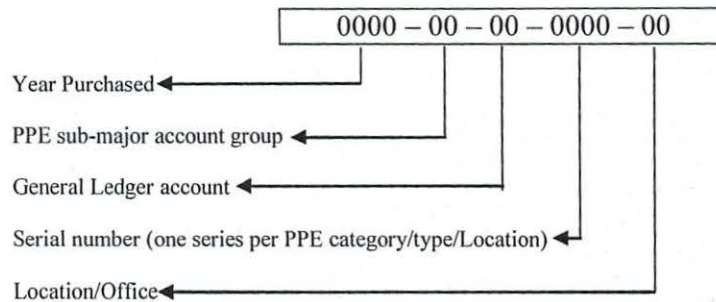 0000 – 00 – 00 – 0000 – 00
Year Purchased
PPE sub-major account group
General Ledger account
Serial number (one series per PPE category/type/Location)
Location/Office